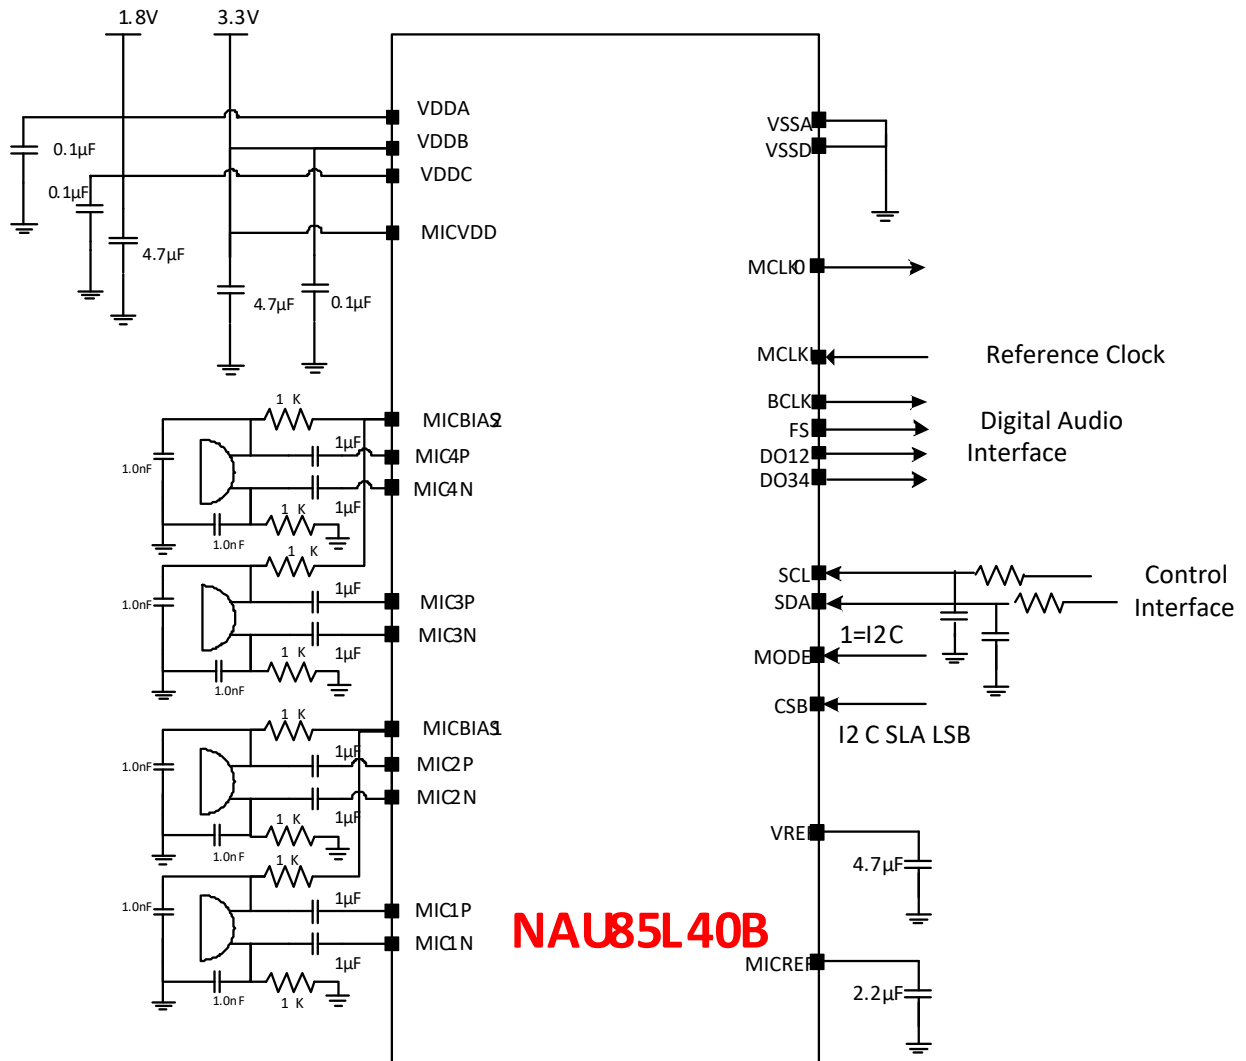 1.8V
3.3V
VDDA
VDDB
VDDC
MICVDD
0.1µF
0.1µF
4.7µF
4.7µF
0.1µF
VSSA
VSSD
MCLK0
MCLKI
Reference Clock
BCLK
FS
DO12
DO34
Digital Audio
Interface
1 K
MICBIAS2
1µF
MIC4P
1.0nF
MIC4N
1µF
1 K
1.0nF
1 K
1µF
MIC3P
1.0nF
MIC3N
1µF
1 K
1.0nF
SCL
SDA
Control
Interface
1=I2C
MODE
CSB
I2C SLA LSB
1 K
MICBIAS1
1µF
MIC2P
1.0nF
MIC2N
1µF
1 K
1.0nF
1 K
1µF
MIC1P
1.0nF
MIC1N
1µF
1 K
1.0nF
VREF
4.7µF
NAU85L40B
MICREF
2.2µF